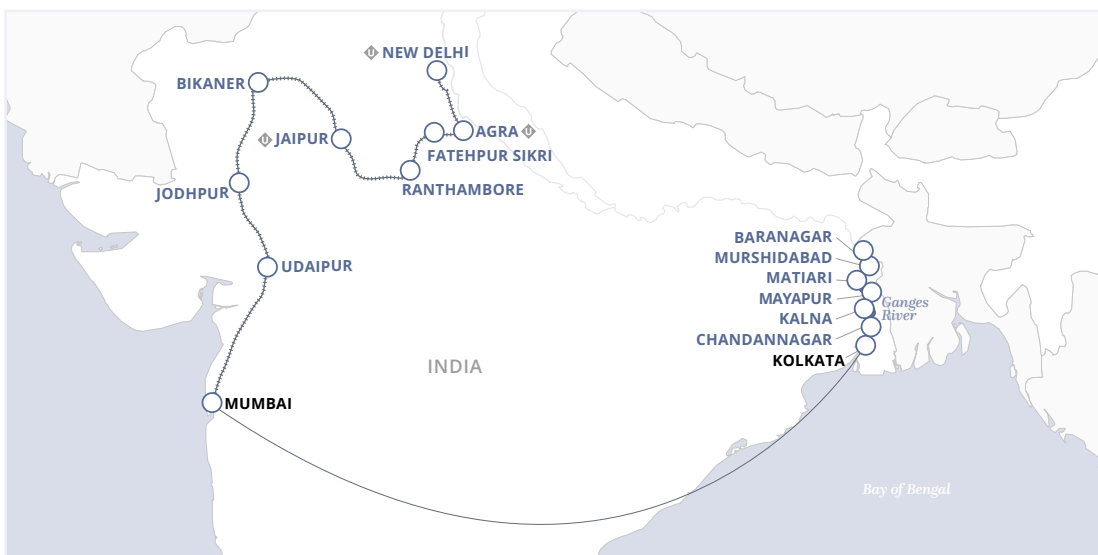 NEW DELHI
BIKANER
JAIPUR
AGRA
FATEHPUR SIKRI
RANTHAMBORE
JODHPUR
UDAIPUR
MUMBAI
INDIA
BARANAGAR
MURSHIDABAD
MATIARI
MAYAPUR
KALNA
CHANDANNAGAR
KOLKATA
Ganges
River
Bay of Bengal